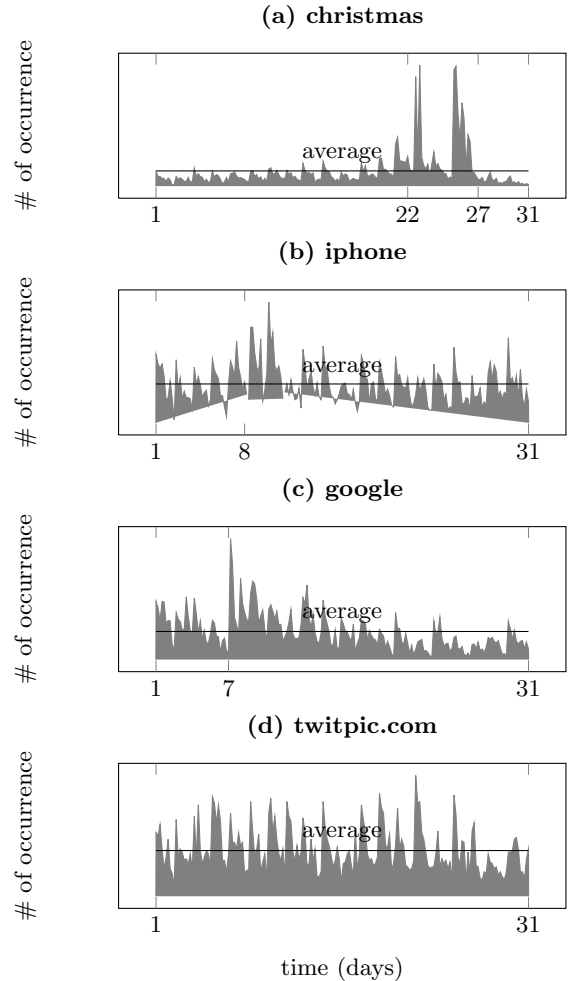 (a) christmas
# of occurrence
average
1 22 27 31
(b) iphone
# of occurrence
average
1 8 31
(c) google
# of occurrence
average
1 7 31
(d) twitpic.com
# of occurrence
average
1 31
time (days)